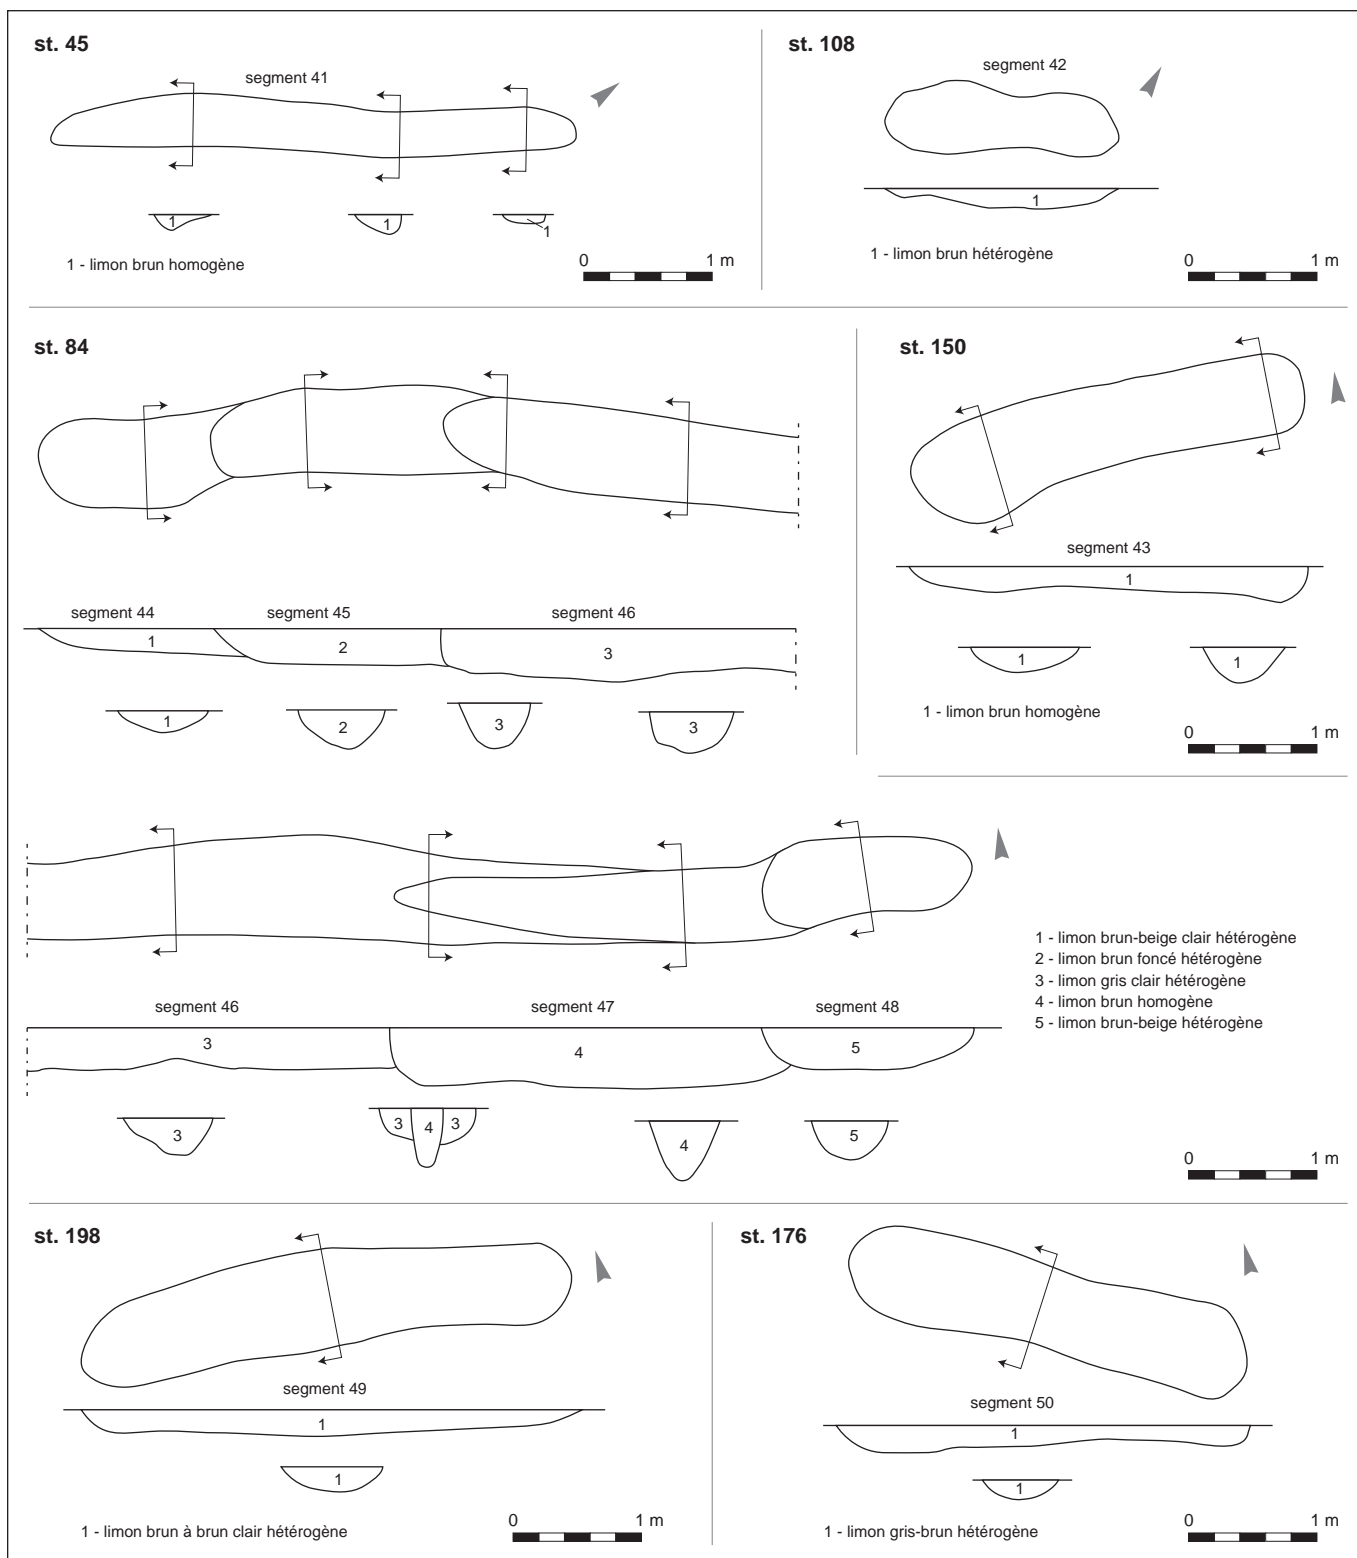 st. 45
segment 41
1
1
1
1 - limon brun homogène
0 1 m
st. 108
segment 42
1
1 - limon brun hétérogène
0 1 m
st. 84
segment 44 segment 45 segment 46
1 2 3
1 2 3 3
st. 150
segment 43
1
1 1
1 - limon brun homogène
0 1 m
segment 46 segment 47 segment 48
3 4 5
3 3 4 3 4 5
1 - limon brun-beige clair hétérogène
2 - limon brun foncé hétérogène
3 - limon gris clair hétérogène
4 - limon brun homogène
5 - limon brun-beige hétérogène
0 1 m
st. 198
segment 49
1
1
1 - limon brun à brun clair hétérogène
0 1 m
st. 176
segment 50
1
1
1 - limon gris-brun hétérogène
0 1 m